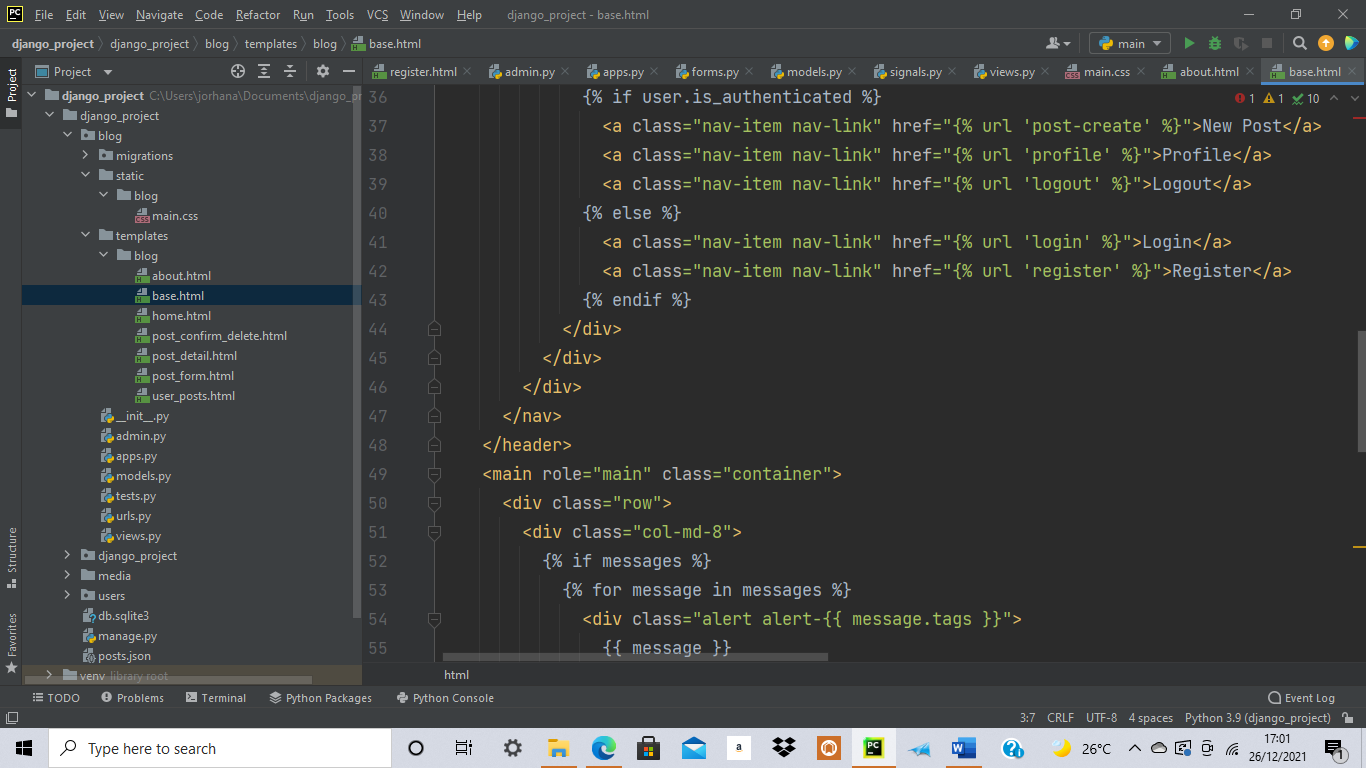 PC File Edit View Navigate Code Refactor Run Tools VCS Window Help django_project - base.html
django_project django_project blog templates blog base.html main
Project register.html admin.py apps.py forms.py models.py signals.py views.py main.css about.html base.html
Project
Structure
Favorites
django_project C:\Users\jorhana\Documents\django_pr
django_project
blog
migrations
static
blog
main.css
templates
blog
about.html
base.html
home.html
post_confirm_delete.html
post_detail.html
post_form.html
user_posts.html
__init__.py
admin.py
apps.py
models.py
tests.py
urls.py
views.py
django_project
media
users
db.sqlite3
manage.py
posts.json
venv library root
1 1 10
36 {% if user.is_authenticated %}
37 <a class="nav-item nav-link" href="{% url 'post-create' %}">New Post</a>
38 <a class="nav-item nav-link" href="{% url 'profile' %}">Profile</a>
39 <a class="nav-item nav-link" href="{% url 'logout' %}">Logout</a>
40 {% else %}
41 <a class="nav-item nav-link" href="{% url 'login' %}">Login</a>
42 <a class="nav-item nav-link" href="{% url 'register' %}">Register</a>
43 {% endif %}
44 </div>
45 </div>
46 </div>
47 </nav>
48 </header>
49 <main role="main" class="container">
50 <div class="row">
51 <div class="col-md-8">
52 {% if messages %}
53 {% for message in messages %}
54 <div class="alert alert-{{ message.tags }}">
55 {{ message }}
html
TODO Problems Terminal Python Packages Python Console Event Log
3:7 CRLF UTF-8 4 spaces Python 3.9 (django_project)
Type here to search a PC W 26°C 17:01
26/12/2021 1